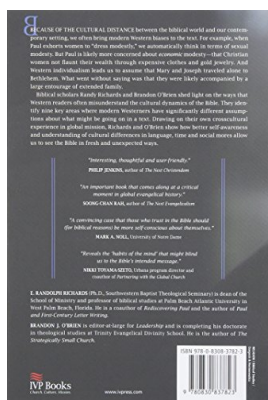 BECAUSE OF THE CULTURAL DISTANCE between the biblical world and our contem-
porary setting, we often bring modern Western biases to the text. For example, when
Paul exhorts women to "dress modestly," we automatically think in terms of sexual
modesty. But Paul is likely more concerned about economic modesty—that Christian
women not flaunt their wealth through expensive clothes and gold jewelry. And
Western individualism leads us to assume that Mary and Joseph traveled alone to
Bethlehem. What went without saying was that they were likely accompanied by a
large entourage of extended family.
Biblical scholars Randy Richards and Brandon O'Brien shed light on the ways that
Western readers often misunderstand the cultural dynamics of the Bible. They iden-
tify nine key areas where modern Westerners have significantly different assump-
tions about what might be going on in a text. Drawing on their own crosscultural
experience in global mission, Richards and O'Brien show how better self-awareness
and understanding of cultural differences in language, time and social mores allow
us to see the Bible in fresh and unexpected ways.
"Interesting, thoughtful and user-friendly."
PHILIP JENKINS, author of The Next Christendom
"An important book that comes along at a critical
moment in global evangelical history."
SOONG-CHAN RAH, author of The Next Evangelicalism
"A convincing case that those who trust in the Bible should
(for biblical reasons) be more self-conscious about themselves."
MARK A. NOLL, University of Notre Dame
"Reveals the 'habits of the mind' that might blind
us to the Bible's intended message."
NIKKI TOYAMA-SZETO, Urbana program director and
coauthor of Partnering with the Global Church
E. RANDOLPH RICHARDS (Ph.D., Southwestern Baptist Theological Seminary) is dean of the
School of Ministry and professor of biblical studies at Palm Beach Atlantic University in
West Palm Beach, Florida. He is a coauthor of Rediscovering Paul and the author of
Paul and First-Century Letter Writing.
BRANDON J. O'BRIEN is editor-at-large for Leadership and is completing his doctorate
in theological studies at Trinity Evangelical Divinity School. He is the author of The
Strategically Small Church.
IVP Books
www.ivpress.com
ISBN 978-0-8308-3782-3
9 780830 837823